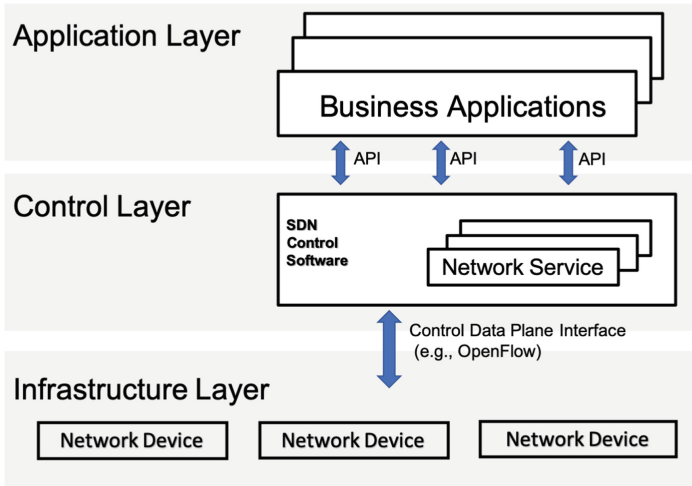 Application Layer
Business Applications
API API API
Control Layer
SDN
Control
Software
Network Service
Control Data Plane Interface
(e.g., OpenFlow)
Infrastructure Layer
Network Device Network Device Network Device